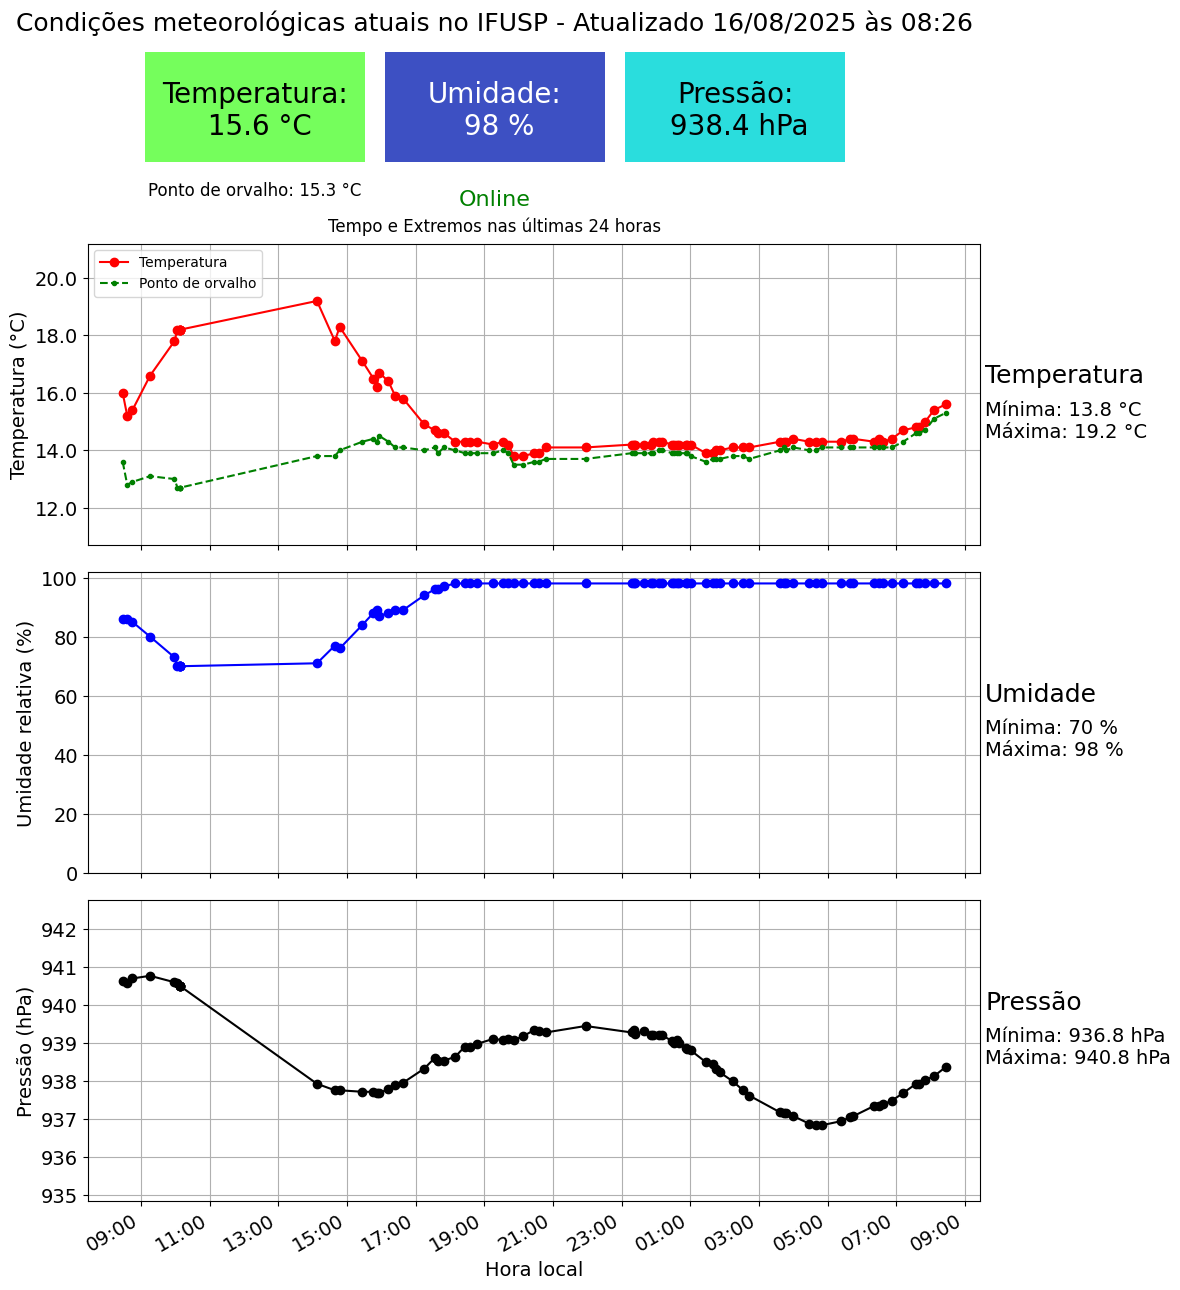 Condições meteorológicas atuais no IFUSP - Atualizado 16/08/2025 às 08:26
Temperatura:
15.6 °C
Umidade:
98 %
Pressão:
938.4 hPa
Ponto de orvalho: 15.3 °C
Online
Tempo e Extremos nas últimas 24 horas
Temperatura
Ponto de orvalho
Temperatura (°C)
20.0
18.0
16.0
14.0
12.0
Temperatura
Mínima: 13.8 °C
Máxima: 19.2 °C
Umidade relativa (%)
100
80
60
40
20
0
Umidade
Mínima: 70 %
Máxima: 98 %
Pressão (hPa)
942
941
940
939
938
937
936
935
Pressão
Mínima: 936.8 hPa
Máxima: 940.8 hPa
09:00
11:00
13:00
15:00
17:00
19:00
21:00
23:00
01:00
03:00
05:00
07:00
09:00
Hora local